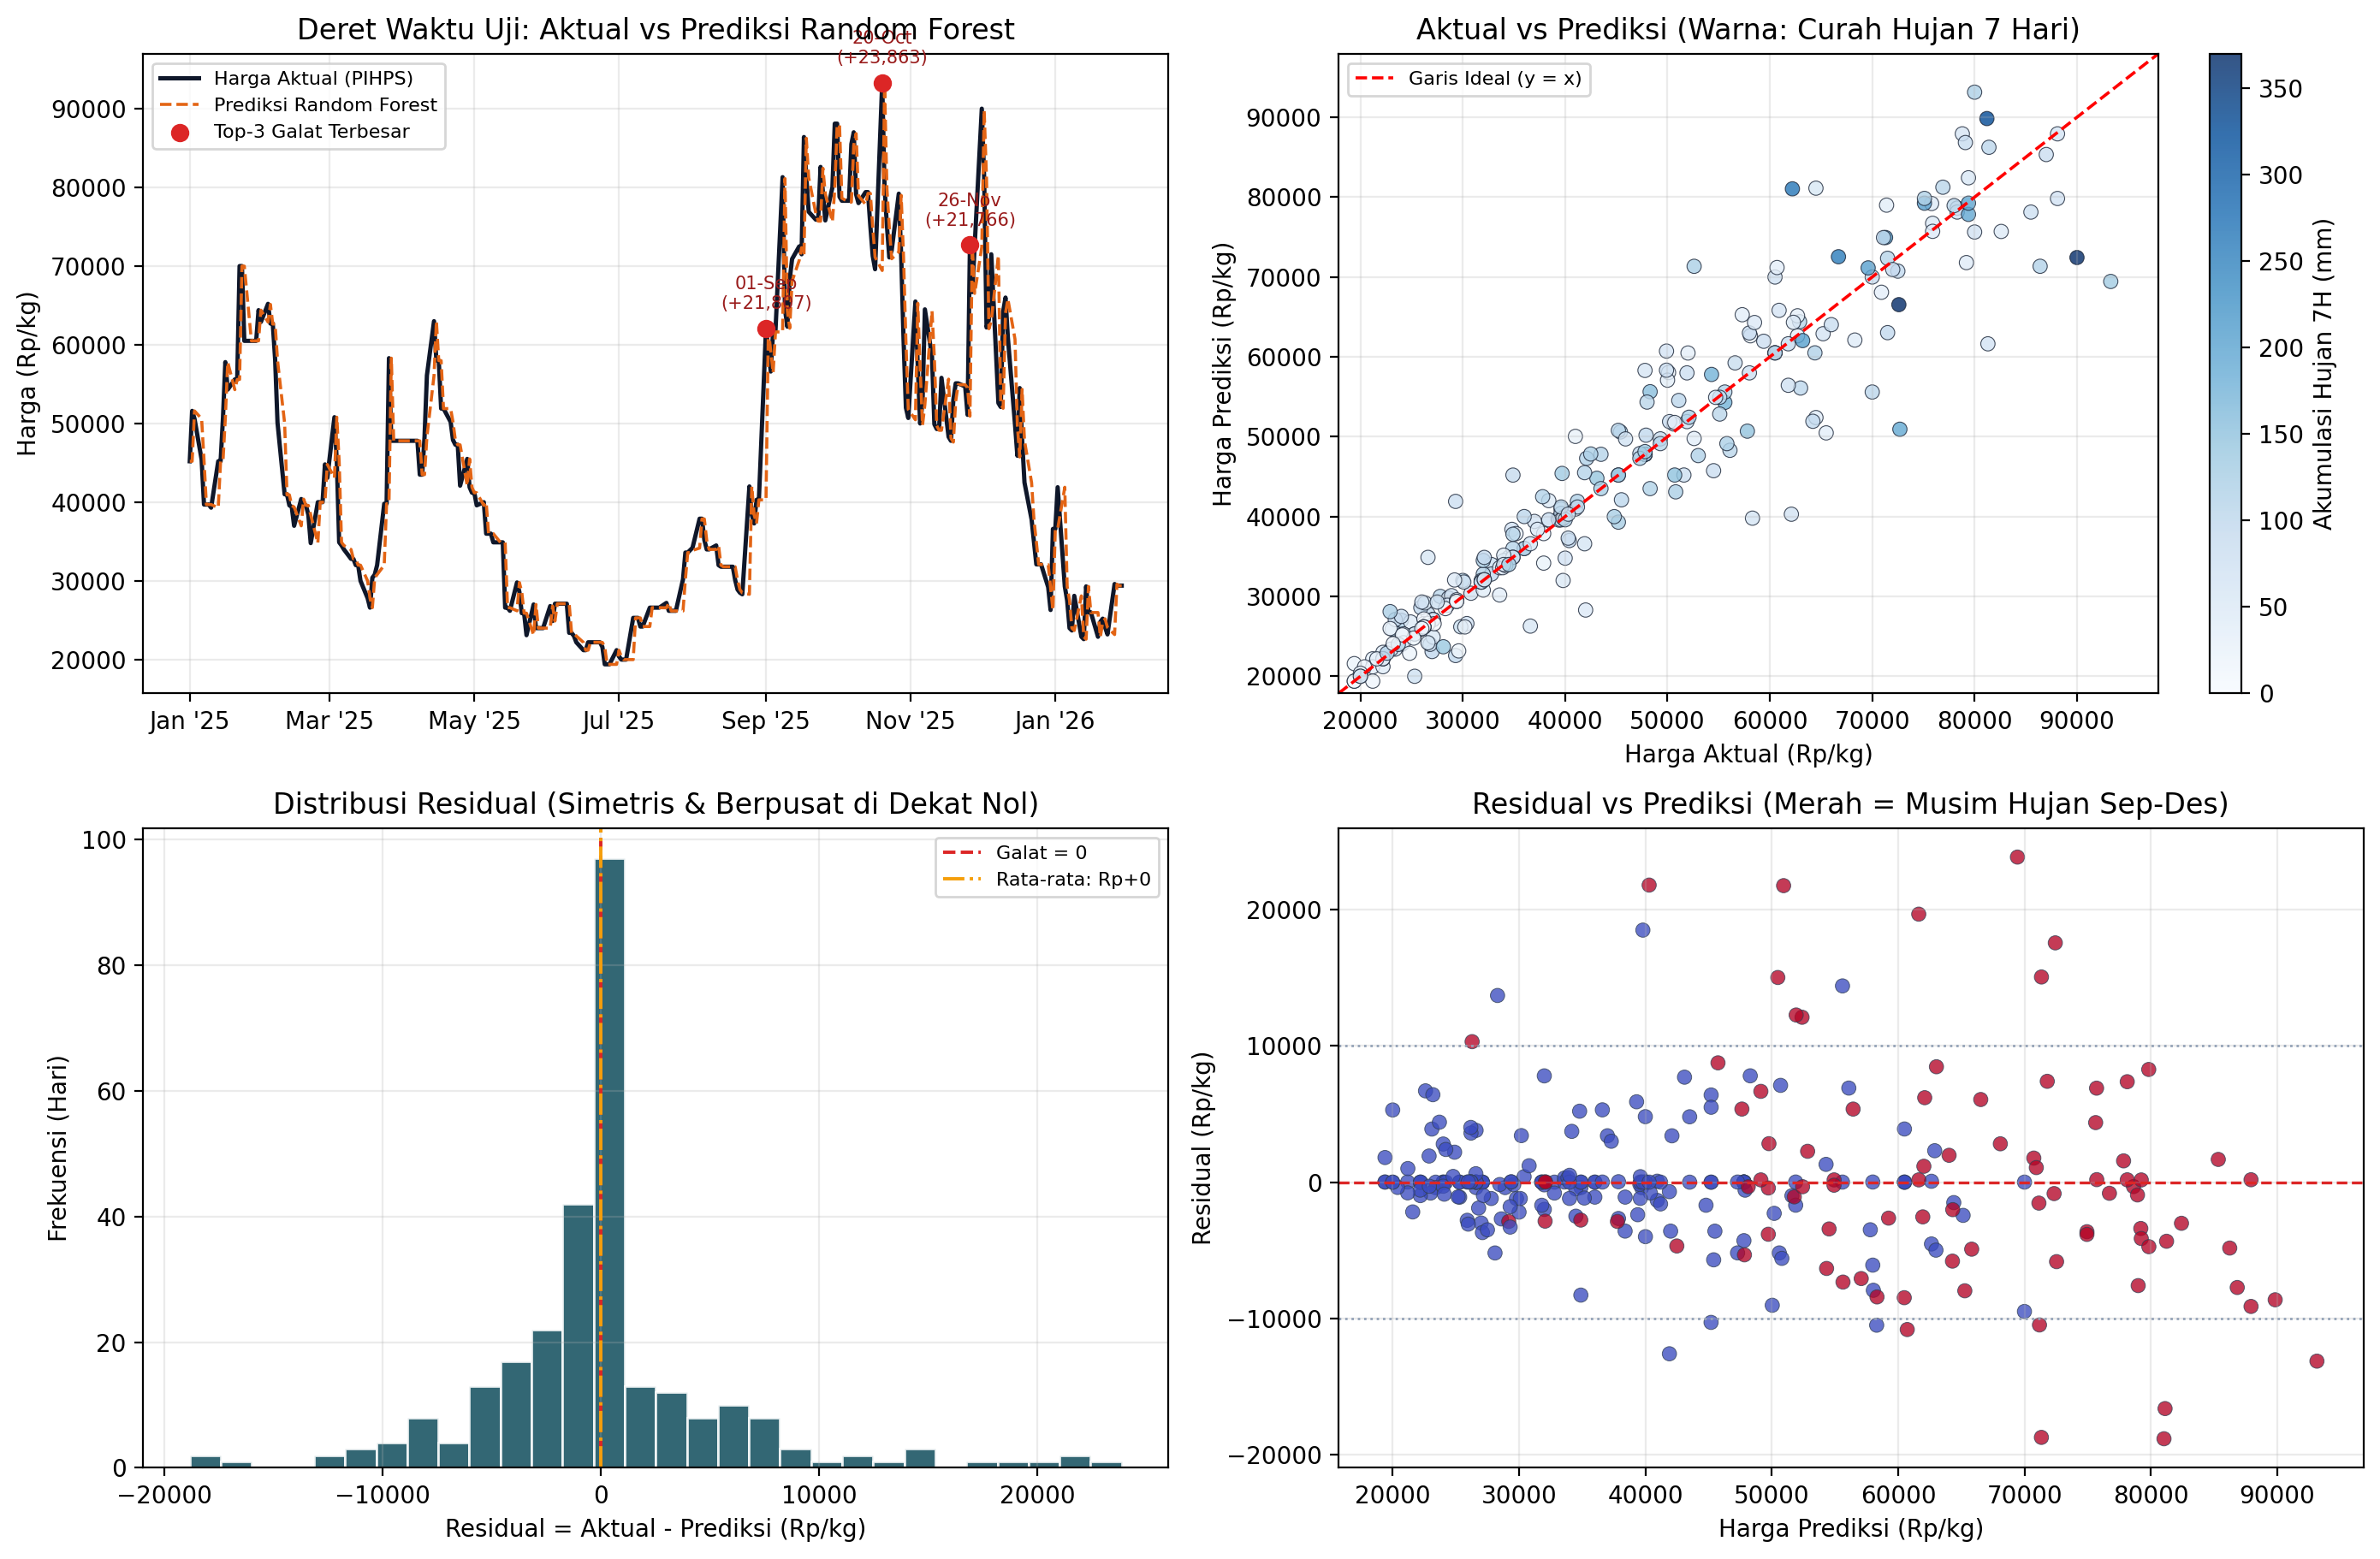 Deret Waktu Uji: Aktual vs Prediksi Random Forest
20-Oct
(+23,863)
Harga Aktual (PIHPS)
Prediksi Random Forest
Top-3 Galat Terbesar
26-Nov
(+21,766)
01-Sep
(+21,897)
Harga (Rp/kg)
90000
80000
70000
60000
50000
40000
30000
20000
Jan '25
Mar '25
May '25
Jul '25
Sep '25
Nov '25
Jan '26
Aktual vs Prediksi (Warna: Curah Hujan 7 Hari)
Garis Ideal (y = x)
Harga Prediksi (Rp/kg)
90000
80000
70000
60000
50000
40000
30000
20000
20000
30000
40000
50000
60000
70000
80000
90000
Harga Aktual (Rp/kg)
350
300
250
200
150
100
50
0
Akumulasi Hujan 7H (mm)
Distribusi Residual (Simetris & Berpusat di Dekat Nol)
Galat = 0
Rata-rata: Rp+0
Frekuensi (Hari)
100
80
60
40
20
0
−20000
−10000
0
10000
20000
Residual = Aktual - Prediksi (Rp/kg)
Residual vs Prediksi (Merah = Musim Hujan Sep-Des)
Residual (Rp/kg)
20000
10000
0
−10000
−20000
20000
30000
40000
50000
60000
70000
80000
90000
Harga Prediksi (Rp/kg)